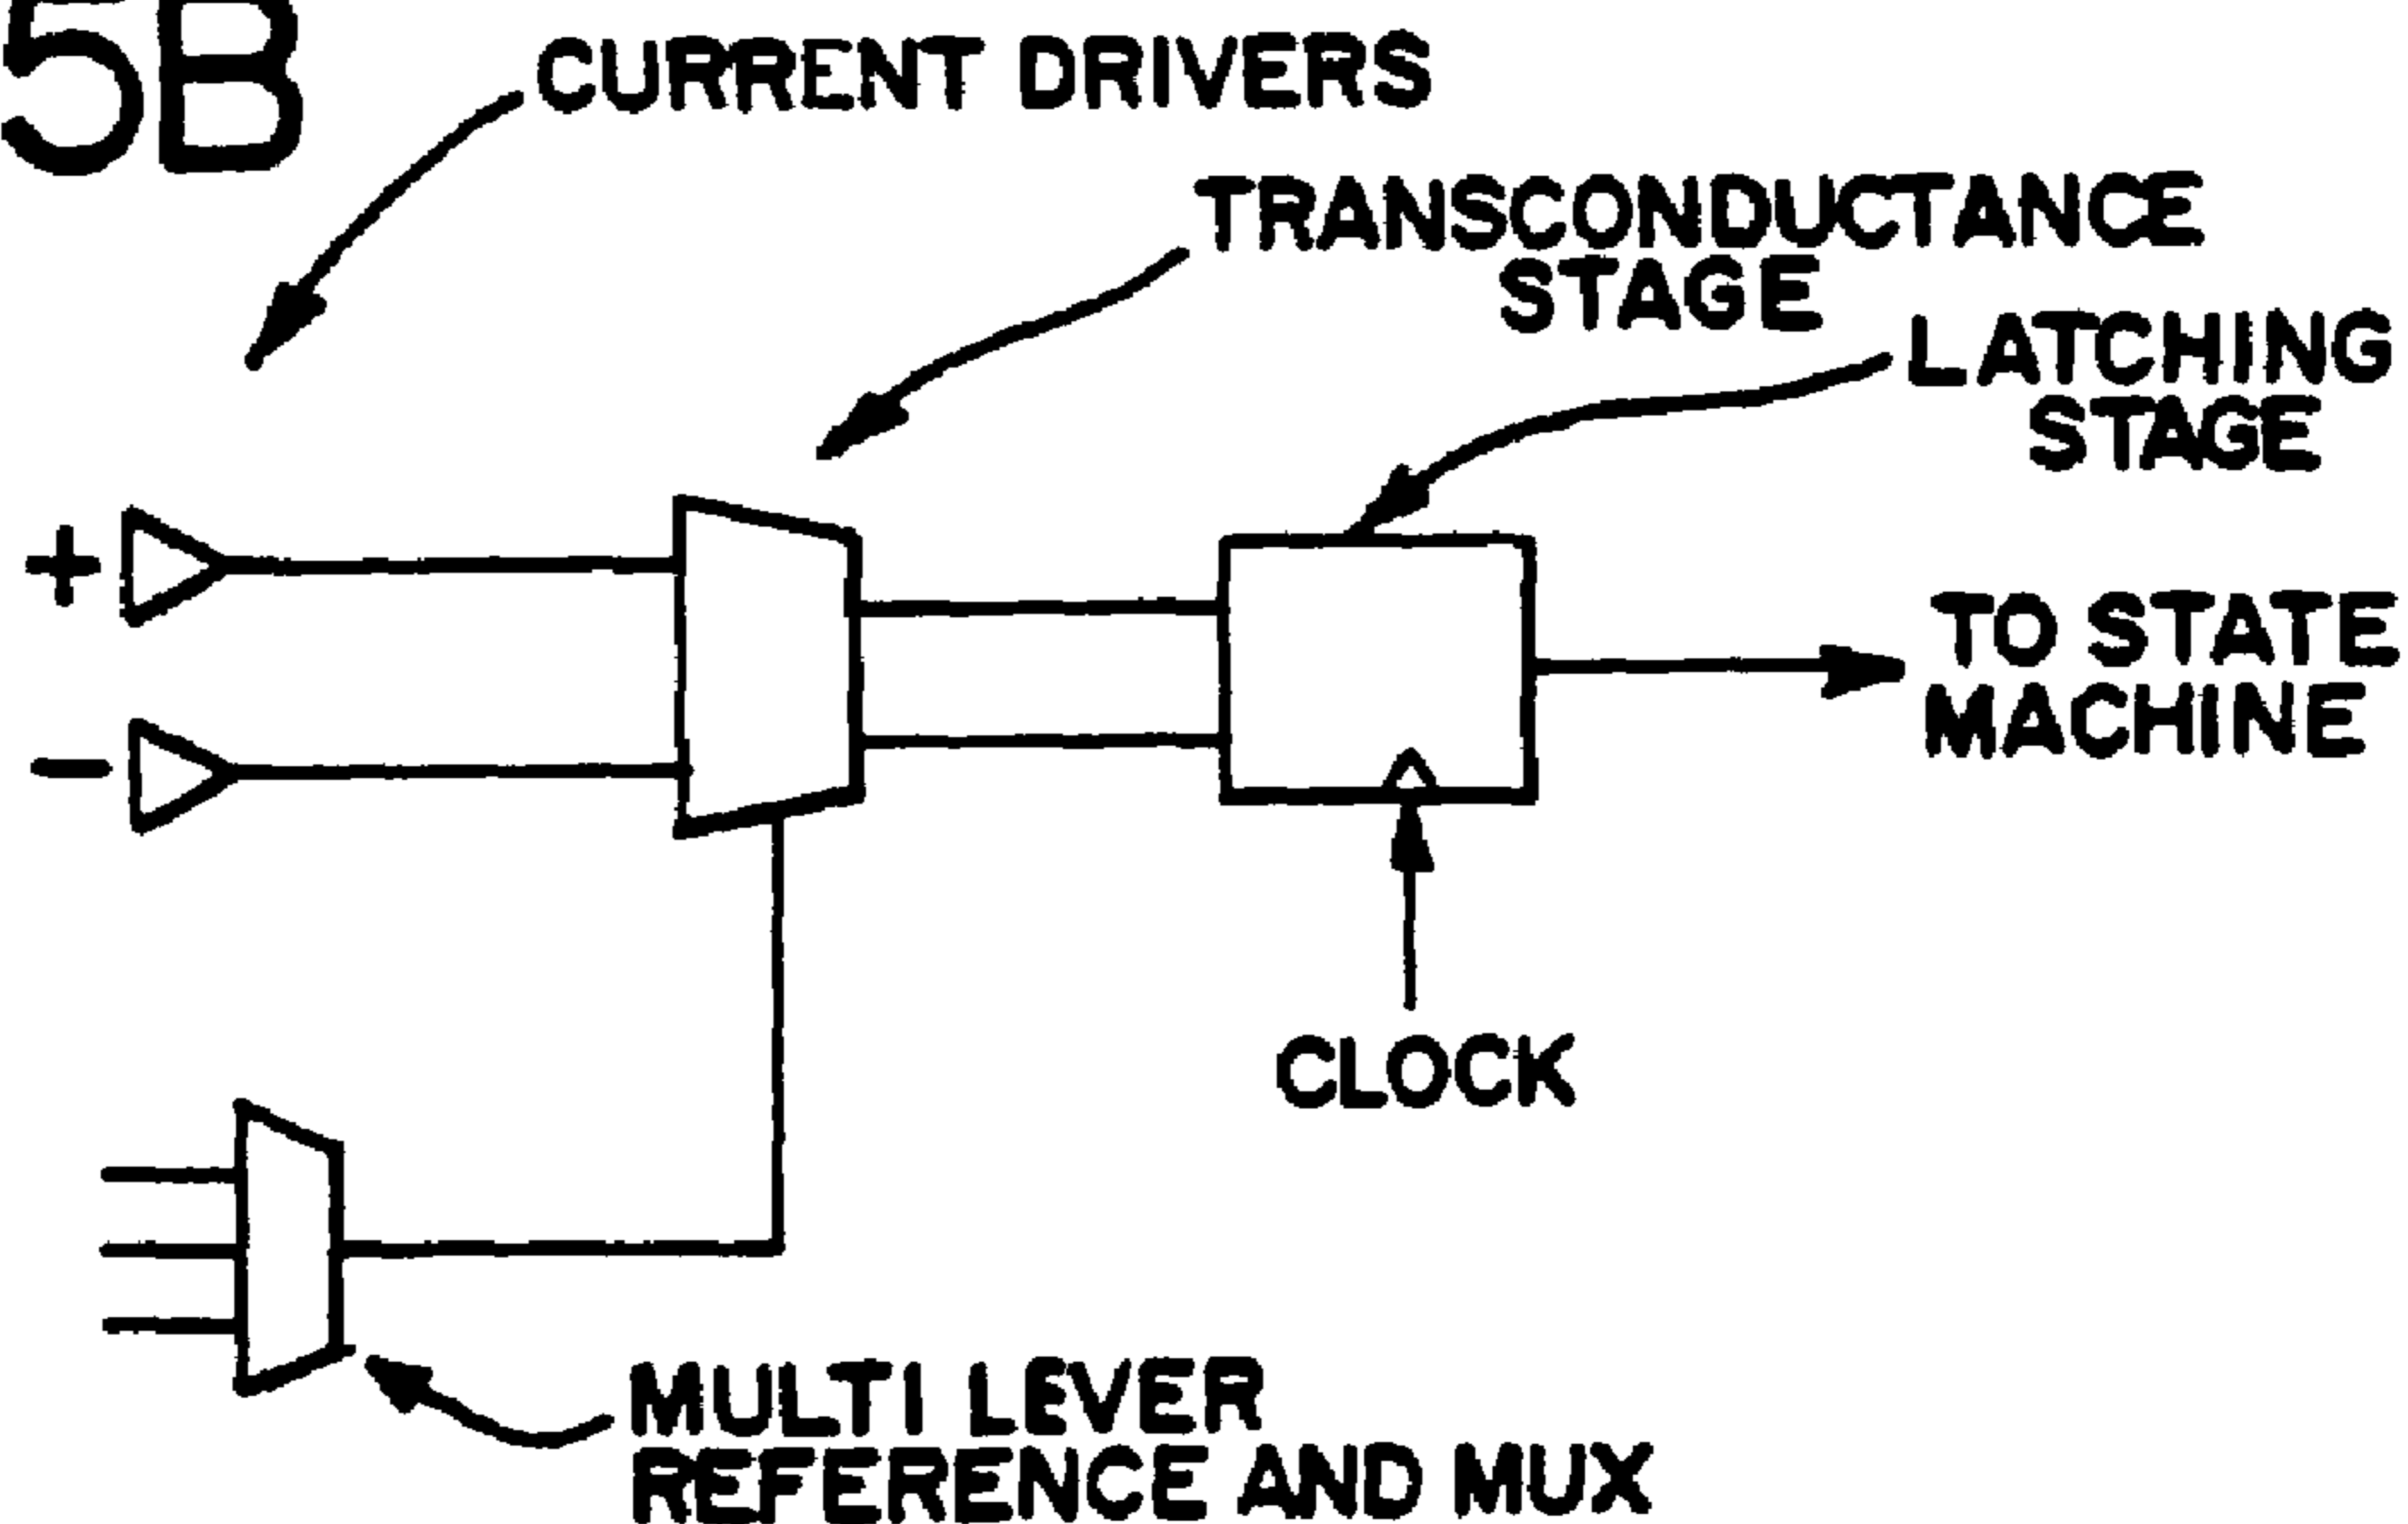 5B
CURRENT DRIVERS
TRANSCONDUCTANCE
STAGE
LATCHING
STAGE
+
TO STATE
MACHINE
−
CLOCK
MULTI LEVER
REFERENCE AND MUX